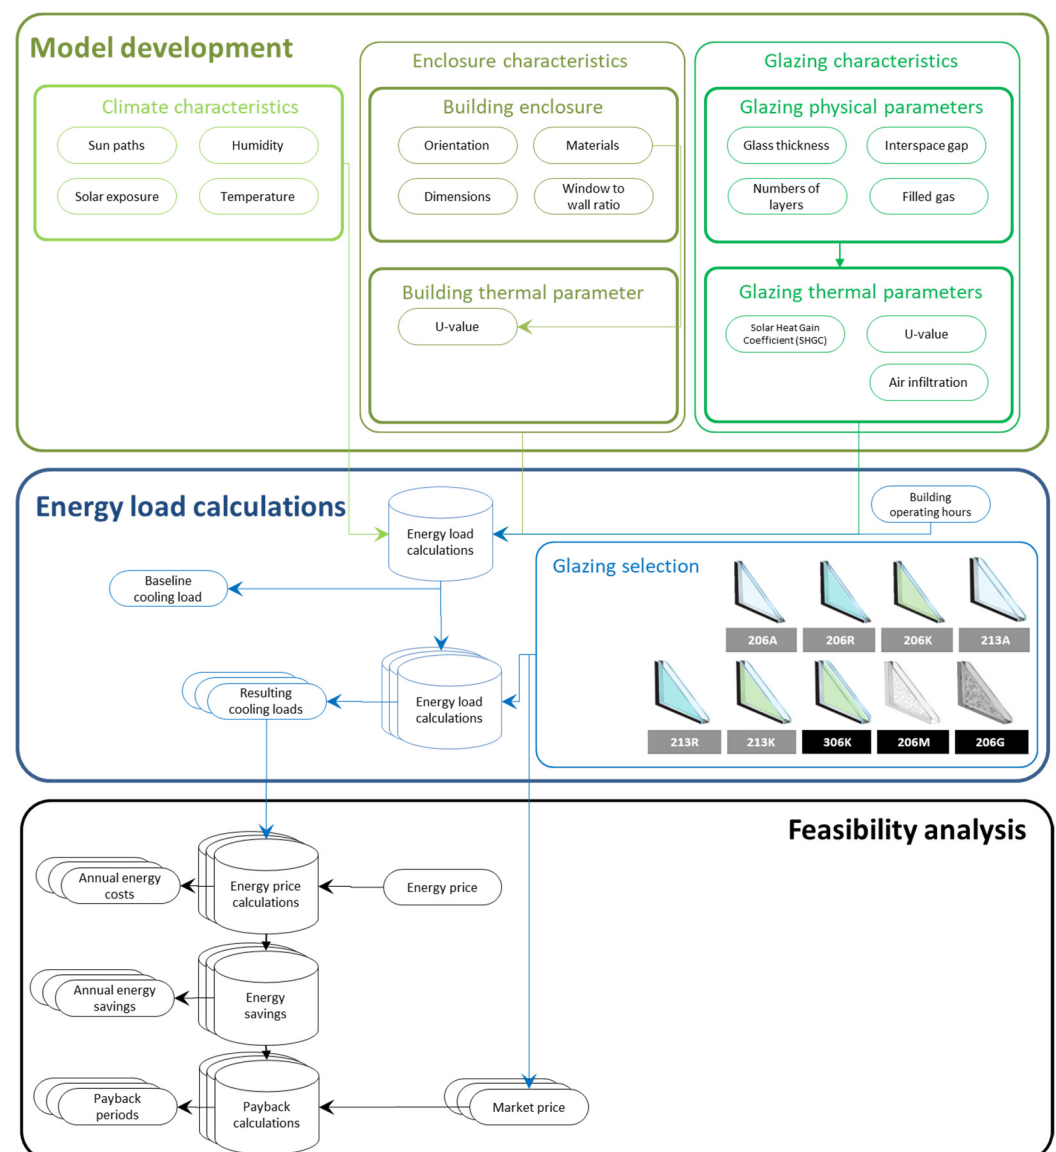 Model development
Climate characteristics
Sun paths
Humidity
Solar exposure
Temperature
Enclosure characteristics
Building enclosure
Orientation
Materials
Dimensions
Window to
wall ratio
Building thermal parameter
U-value
Glazing characteristics
Glazing physical parameters
Glass thickness
Interspace gap
Numbers of
layers
Filled gas
Glazing thermal parameters
Solar Heat Gain
Coefficient (SHGC)
U-value
Air infiltration
Energy load calculations
Energy load
calculations
Building
operating hours
Baseline
cooling load
Glazing selection
206A
206R
206K
213A
213R
213K
306K
206M
206G
Resulting
cooling loads
Energy load
calculations
Feasibility analysis
Annual energy
costs
Energy price
calculations
Energy price
Annual energy
savings
Energy
savings
Payback
periods
Payback
calculations
Market price